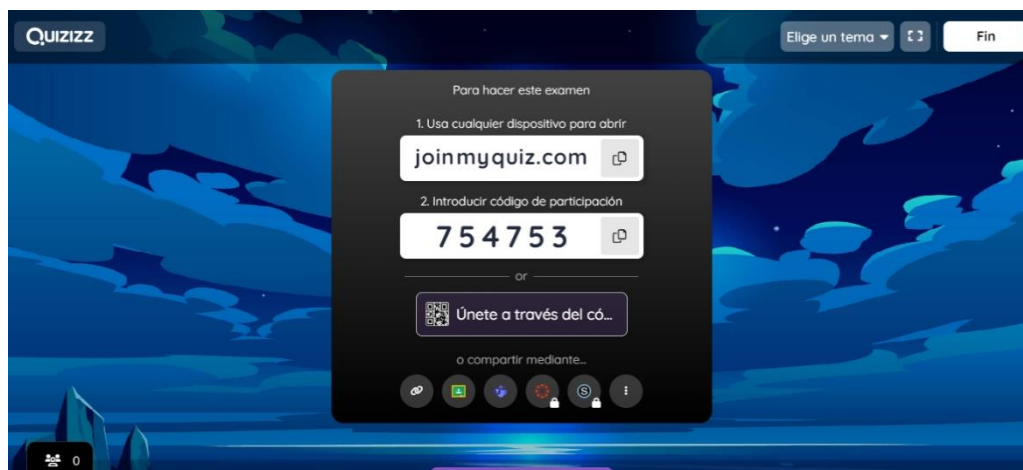 Quizizz
Elige un tema
Fin
Para hacer este examen
1. Usa cualquier dispositivo para abrir
joinmyquiz.com
2. Introducir código de participación
754753
or
Únete a través del có...
o compartir mediante...
S
0